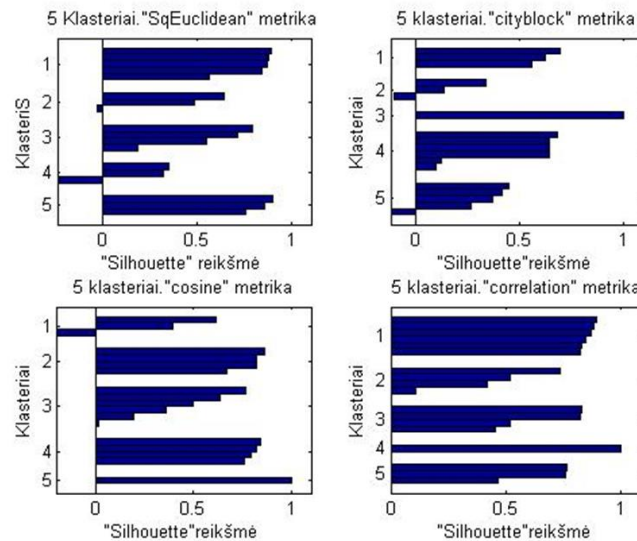 5 Klasteriai."SqEuclidean" metrika
KlasteriS
1
2
3
4
5
0
0.5
1
"Silhouette" reikšmė
5 klasteriai."cityblock" metrika
Klasteriai
1
2
3
4
5
0
0.5
1
"Silhouette"reikšmė
5 klasteriai."cosine" metrika
Klasteriai
1
2
3
4
5
0
0.5
1
"Silhouette"reikšmė
5 klasteriai."correlation" metrika
Klasteriai
1
2
3
4
5
0
0.5
1
"Silhouette" reikšmė